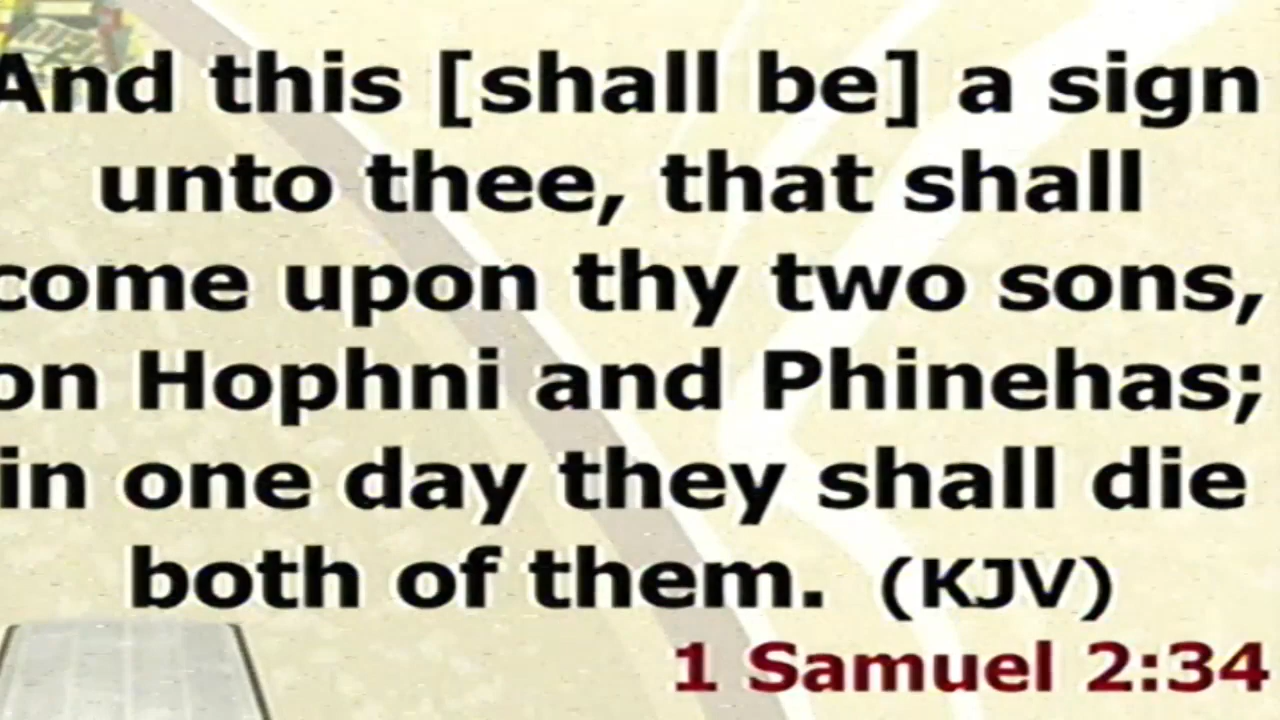 And this [shall be] a sign
unto thee, that shall
come upon thy two sons,
on Hophni and Phinehas;
in one day they shall die
both of them. (KJV)
1 Samuel 2:34